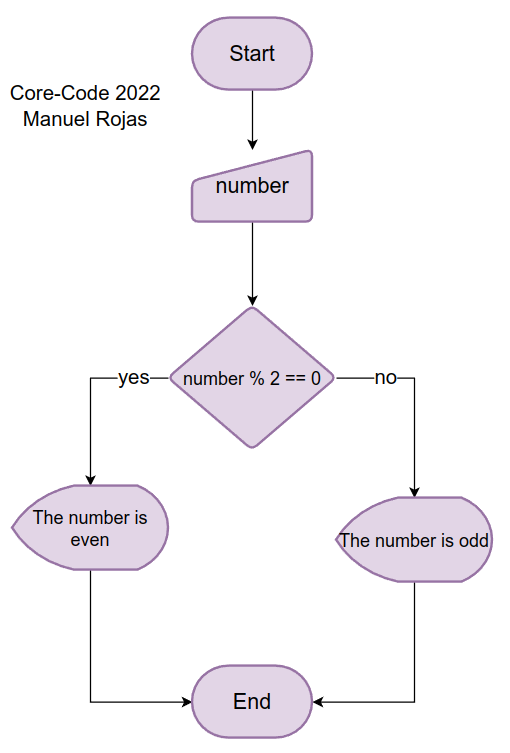 Start
Core-Code 2022
Manuel Rojas
number
number % 2 == 0
yes
no
The number is
even
The number is odd
End